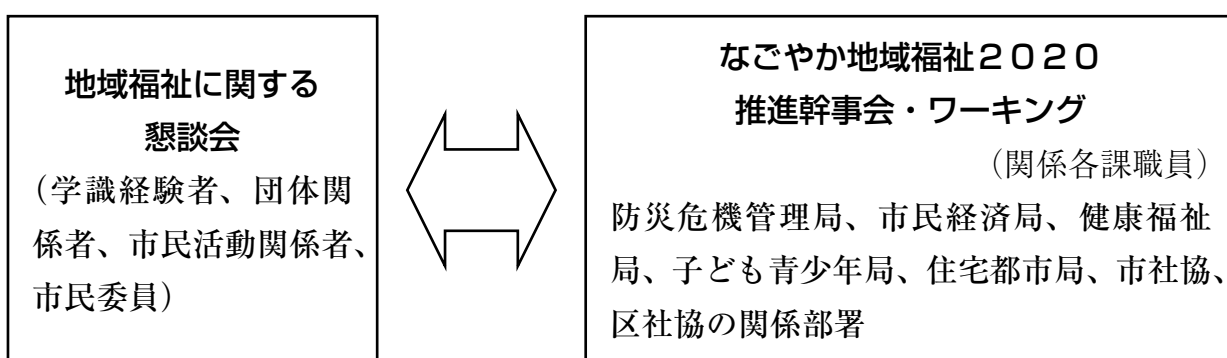 地域福祉に関する
懇談会
(学識経験者、団体関
係者、市民活動関係者、
市民委員)
なごやか地域福祉2020
推進幹事会・ワーキング
(関係各課職員)
防災危機管理局、市民経済局、健康福祉
局、子ども青少年局、住宅都市局、市社協、
区社協の関係部署